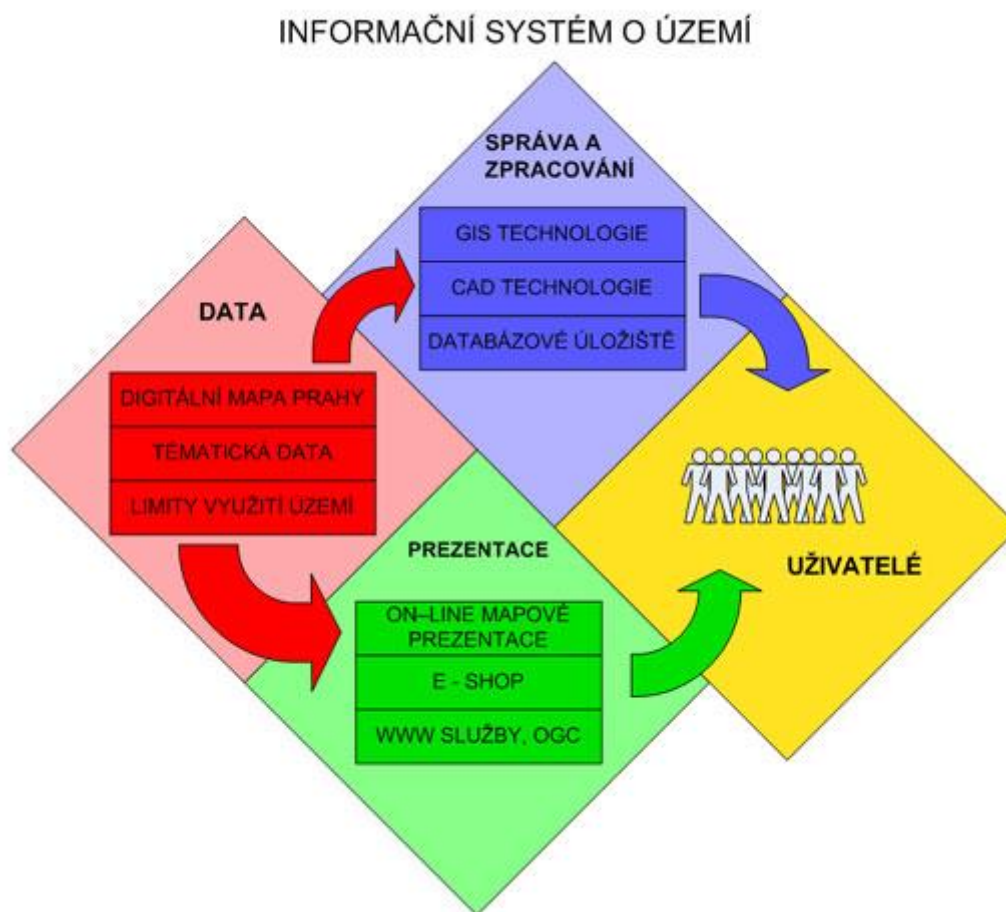 INFORMAČNÍ SYSTÉM O ÚZEMÍ
SPRÁVA A
ZPRACOVÁNÍ
GIS TECHNOLOGIE
CAD TECHNOLOGIE
DATABÁZOVÉ ÚLOŽIŠTĚ
DATA
DIGITÁLNÍ MAPA PRAHY
TÉMATICKÁ DATA
LIMITY VYUŽITÍ ÚZEMÍ
PREZENTACE
ON–LINE MAPOVÉ
PREZENTACE
E - SHOP
WWW SLUŽBY, OGC
UŽIVATELÉ